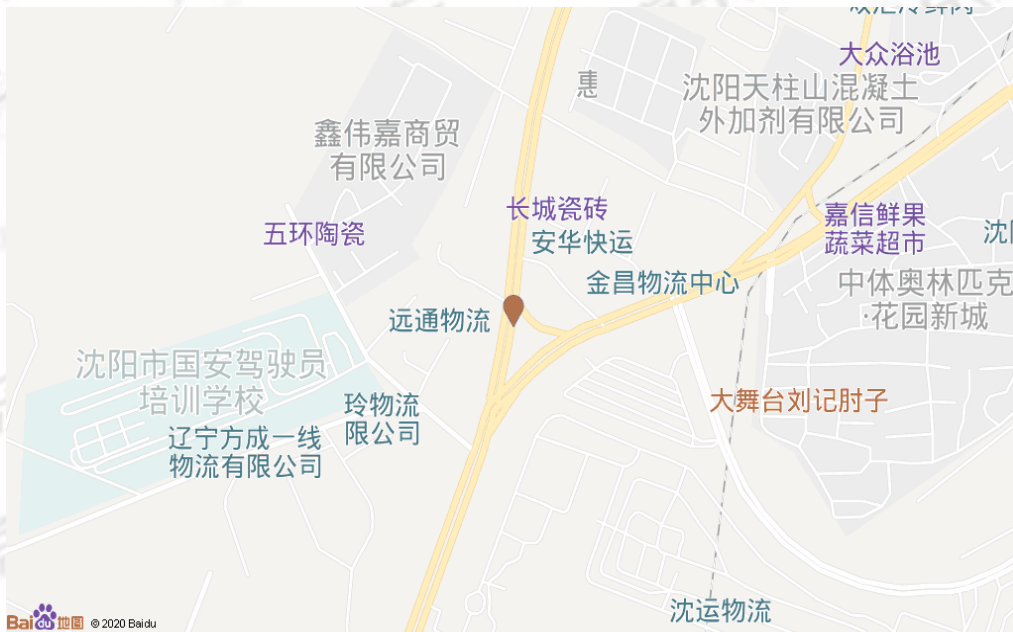 大众浴池
惠
沈阳天柱山混凝土
外加剂有限公司
鑫伟嘉商贸
有限公司
长城瓷砖
五环陶瓷
安华快运
嘉信鲜果
蔬菜超市
沈阳
金昌物流中心
中体奥林匹克
·花园新城
远通物流
沈阳市国安驾驶员
培训学校
大舞台刘记肘子
玲物流
限公司
辽宁方成一线
物流有限公司
沈运物流
Bai du 地图 © 2020 Baidu